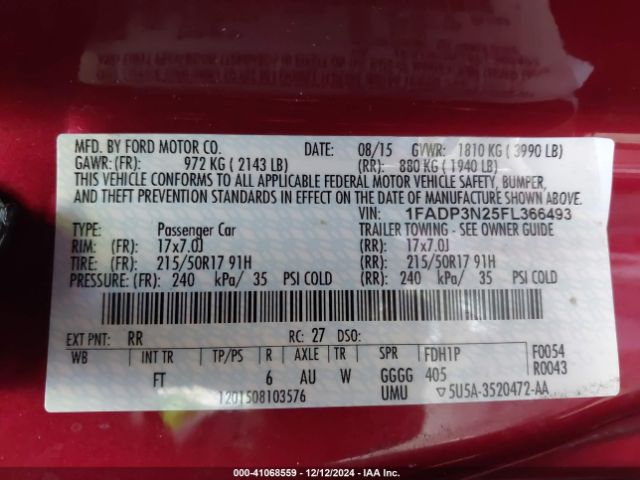 MFD. BY FORD MOTOR CO. DATE: 08/15 GVWR: 1810 KG ( 3990 LB)
GAWR: (FR): 972 KG ( 2143 LB) (RR): 880 KG ( 1940 LB)
THIS VEHICLE CONFORMS TO ALL APPLICABLE FEDERAL MOTOR VEHICLE SAFETY, BUMPER,
AND THEFT PREVENTION STANDARDS IN EFFECT ON THE DATE OF MANUFACTURE SHOWN ABOVE.
VIN: 1FADP3N25FL366493
TYPE: Passenger Car TRAILER TOWING - SEE OWNER GUIDE
RIM: (FR): 17x7.0J (RR): 17x7.0J
TIRE: (FR): 215/50R17 91H (RR): 215/50R17 91H
PRESSURE: (FR): 240 kPa/ 35 PSI COLD (RR): 240 kPa/ 35 PSI COLD
EXT PNT: RR RC: 27 DSO:
WB INT TR TP/PS R AXLE TR SPR FDH1P F0054
FT 6 AU W GGGG 405 R0043
1201508103576 UMU ▽5U5A-3520472-AA
000-41068559 - 12/12/2024 - IAA Inc.